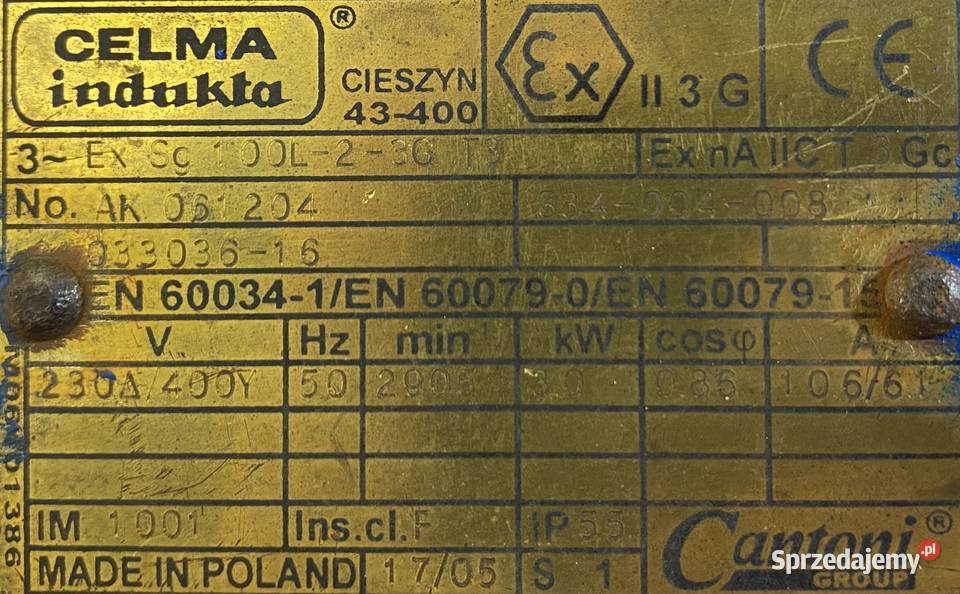 CELMA ®
indukta
CIESZYN
43-400
Ex II 3 G
CE
3~ Ex Sg 100L-2-3G T3
Ex nA IIC T 3 Gc
No. AK 061204
334-004-008
033036-16
EN 60034-1/EN 60079-0/EN 60079-15
V Hz min-1 kW cosφ A
230Δ/400Y 50 2905 3.0 0.86 10.6/6.1
IM 1001 Ins.cl. F IP 55
MADE IN POLAND 17/05 S 1
Cantoni ®
GROUP
Sprzedajemy.pl